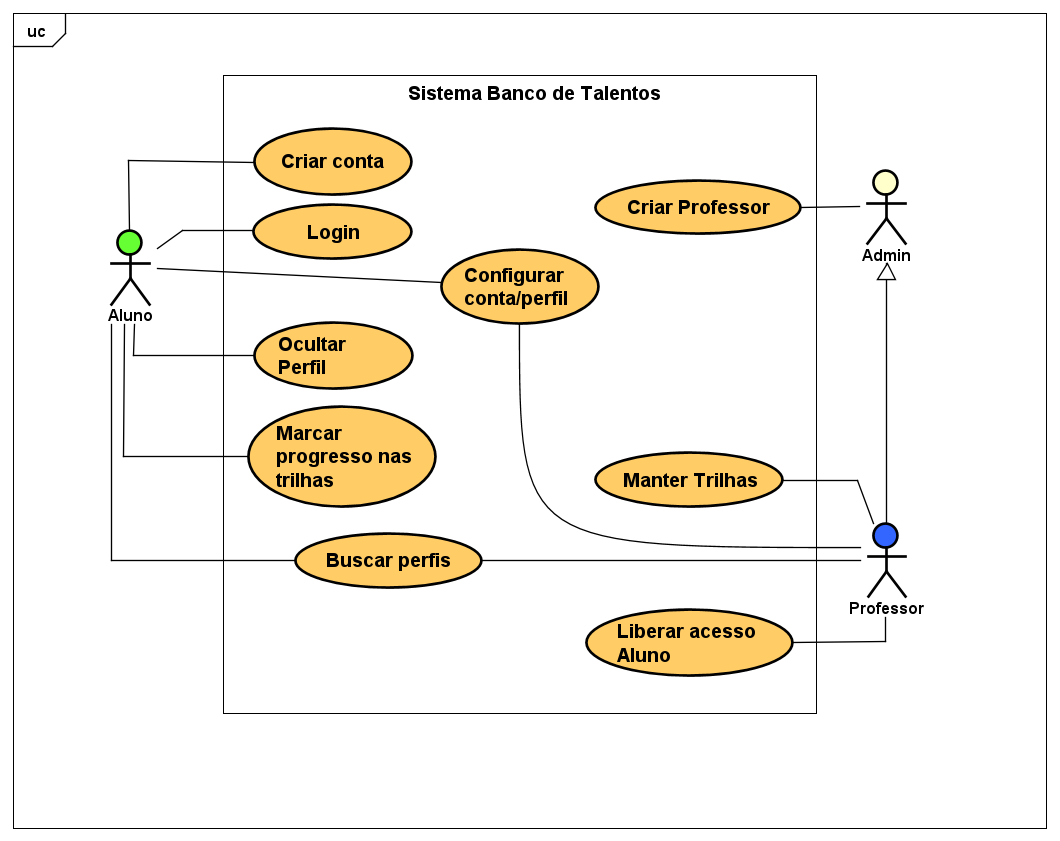 uc
Sistema Banco de Talentos
Criar conta
Criar Professor
Login
Admin
Configurar
conta/perfil
Aluno
Ocultar
Perfil
Marcar
progresso nas
trilhas
Manter Trilhas
Buscar perfis
Professor
Liberar acesso
Aluno